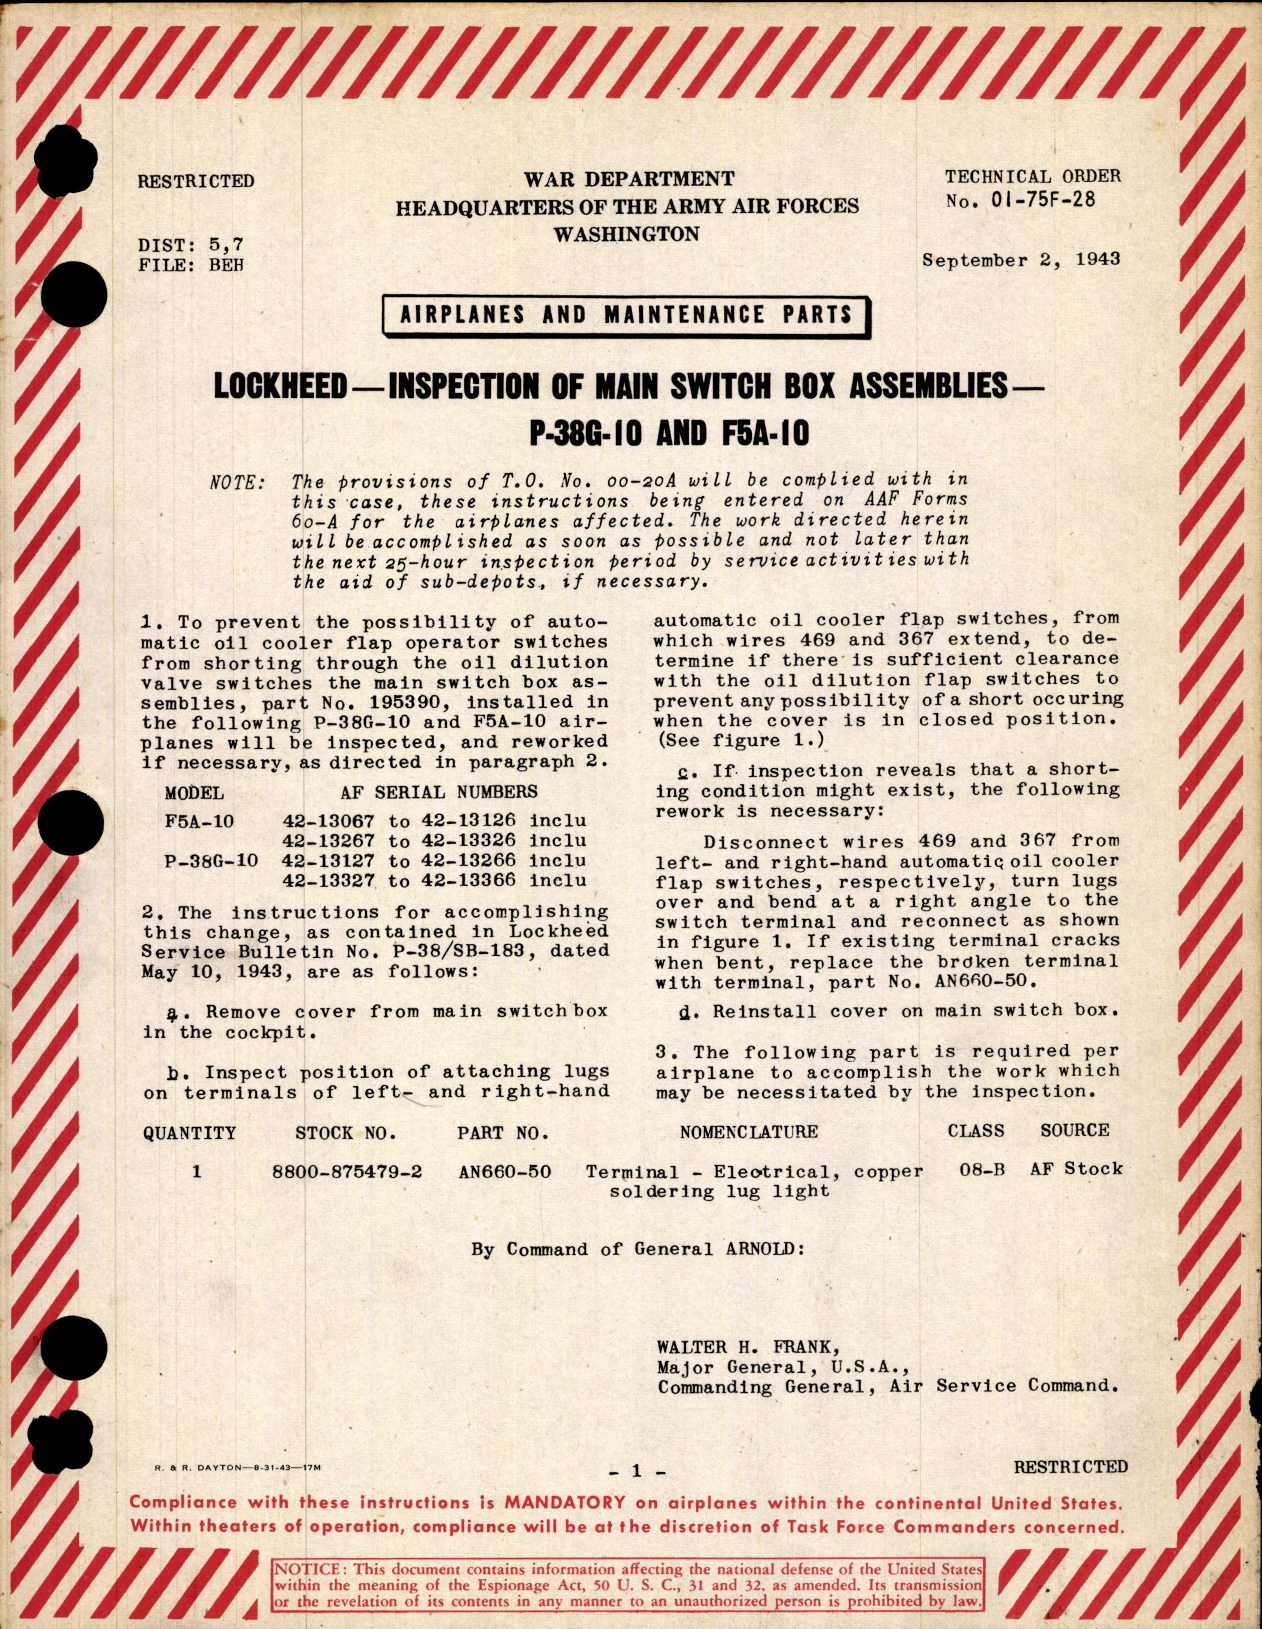 RESTRICTED
DIST: 5,7
FILE: BEH
WAR DEPARTMENT
HEADQUARTERS OF THE ARMY AIR FORCES
WASHINGTON
TECHNICAL ORDER
No. 01-75F-28
September 2, 1943
AIRPLANES AND MAINTENANCE PARTS
LOCKHEED—INSPECTION OF MAIN SWITCH BOX ASSEMBLIES—
P-38G-10 AND F5A-10
NOTE: The provisions of T.O. No. 00-20A will be complied with in
this case, these instructions being entered on AAF Forms
60-A for the airplanes affected. The work directed herein
will be accomplished as soon as possible and not later than
the next 25-hour inspection period by service activities with
the aid of sub-depots, if necessary.
1. To prevent the possibility of auto-
matic oil cooler flap operator switches
from shorting through the oil dilution
valve switches the main switch box as-
semblies, part No. 195390, installed in
the following P-38G-10 and F5A-10 air-
planes will be inspected, and reworked
if necessary, as directed in paragraph 2.
MODEL AF SERIAL NUMBERS
F5A-10 42-13067 to 42-13126 inclu
42-13267 to 42-13326 inclu
P-38G-10 42-13127 to 42-13266 inclu
42-13327 to 42-13366 inclu
2. The instructions for accomplishing
this change, as contained in Lockheed
Service Bulletin No. P-38/SB-183, dated
May 10, 1943, are as follows:
a. Remove cover from main switch box
in the cockpit.
b. Inspect position of attaching lugs
on terminals of left- and right-hand
automatic oil cooler flap switches, from
which wires 469 and 367 extend, to de-
termine if there is sufficient clearance
with the oil dilution flap switches to
prevent any possibility of a short occuring
when the cover is in closed position.
(See figure 1.)
c. If inspection reveals that a short-
ing condition might exist, the following
rework is necessary:
Disconnect wires 469 and 367 from
left- and right-hand automatic oil cooler
flap switches, respectively, turn lugs
over and bend at a right angle to the
switch terminal and reconnect as shown
in figure 1. If existing terminal cracks
when bent, replace the broken terminal
with terminal, part No. AN660-50.
d. Reinstall cover on main switch box.
3. The following part is required per
airplane to accomplish the work which
may be necessitated by the inspection.
QUANTITY STOCK NO. PART NO. NOMENCLATURE CLASS SOURCE
1 8800-875479-2 AN660-50 Terminal - Electrical, copper 08-B AF Stock
soldering lug light
By Command of General ARNOLD:
WALTER H. FRANK,
Major General, U.S.A.,
Commanding General, Air Service Command.
R. & R. DAYTON—8-31-43—17M
- 1 -
RESTRICTED
Compliance with these instructions is MANDATORY on airplanes within the continental United States.
Within theaters of operation, compliance will be at the discretion of Task Force Commanders concerned.
NOTICE: This document contains information affecting the national defense of the United States
within the meaning of the Espionage Act, 50 U. S. C., 31 and 32, as amended. Its transmission
or the revelation of its contents in any manner to an unauthorized person is prohibited by law.